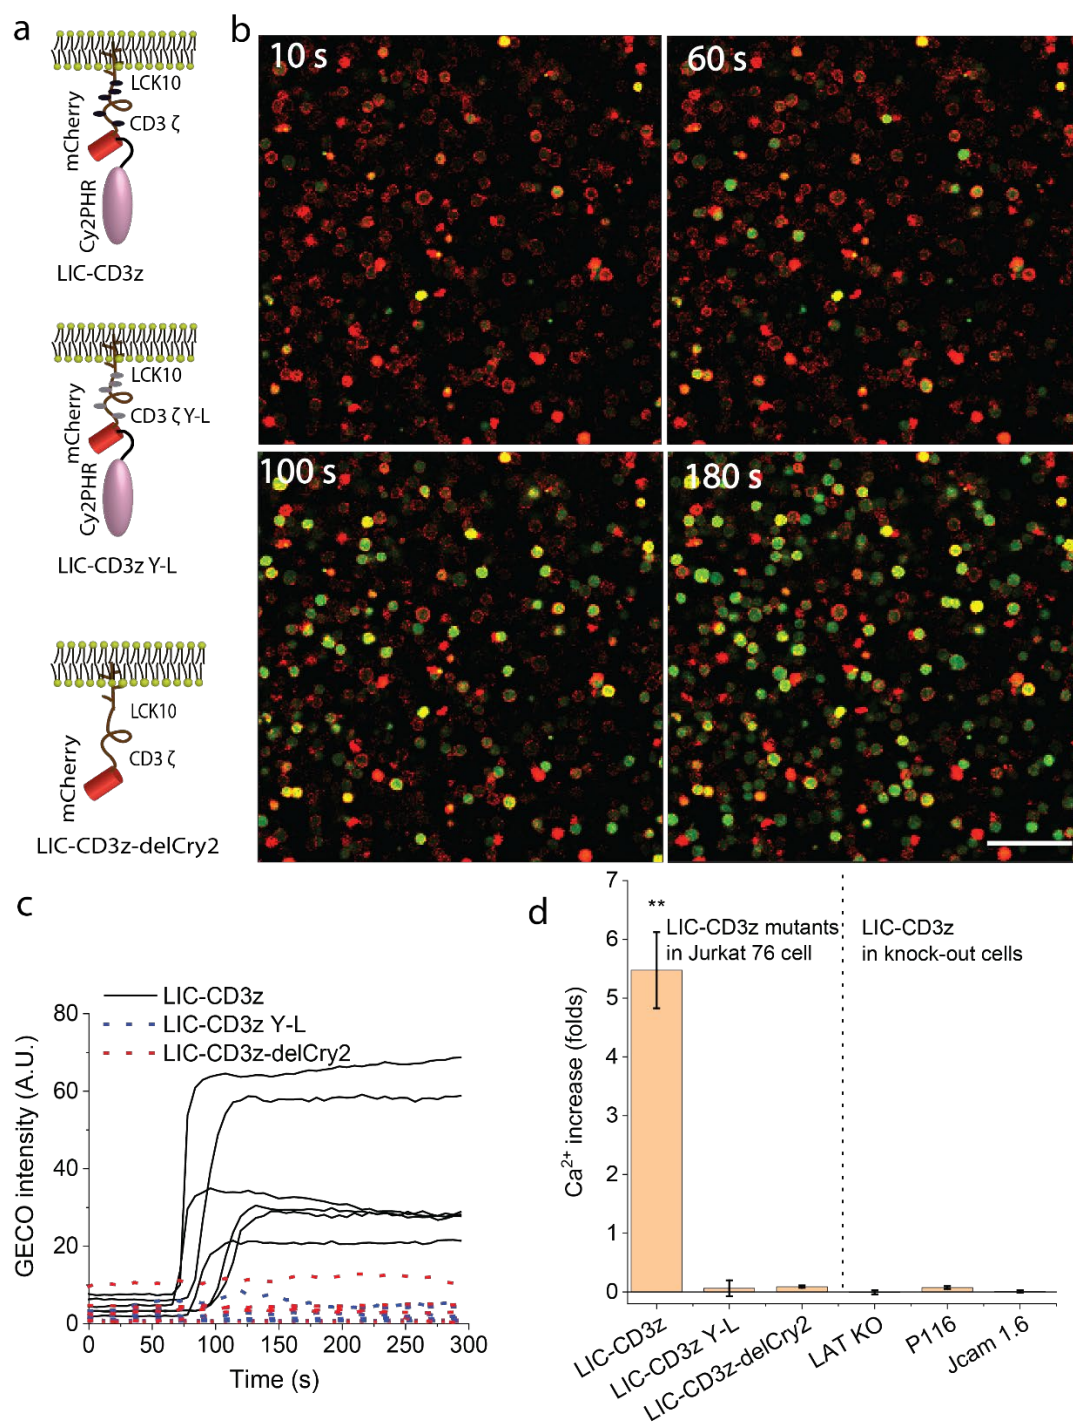 a
LCK10
mCherry
CD3 ζ
Cy2PHR
LIC-CD3z
LCK10
mCherry
CD3 ζ Y-L
Cy2PHR
LIC-CD3z Y-L
LCK10
mCherry
CD3 ζ
LIC-CD3z-delCry2
b
10 s
60 s
100 s
180 s
c
LIC-CD3z
LIC-CD3z Y-L
LIC-CD3z-delCry2
80
60
40
20
0
GECO intensity (A.U.)
0 50 100 150 200 250 300
Time (s)
d
7
6
5
4
3
2
1
0
Ca²⁺ increase (folds)
**
LIC-CD3z mutants
in Jurkat 76 cell
LIC-CD3z
in knock-out cells
LIC-CD3z
LIC-CD3z Y-L
LIC-CD3z-delCry2
LAT KO
P116
Jcam 1.6